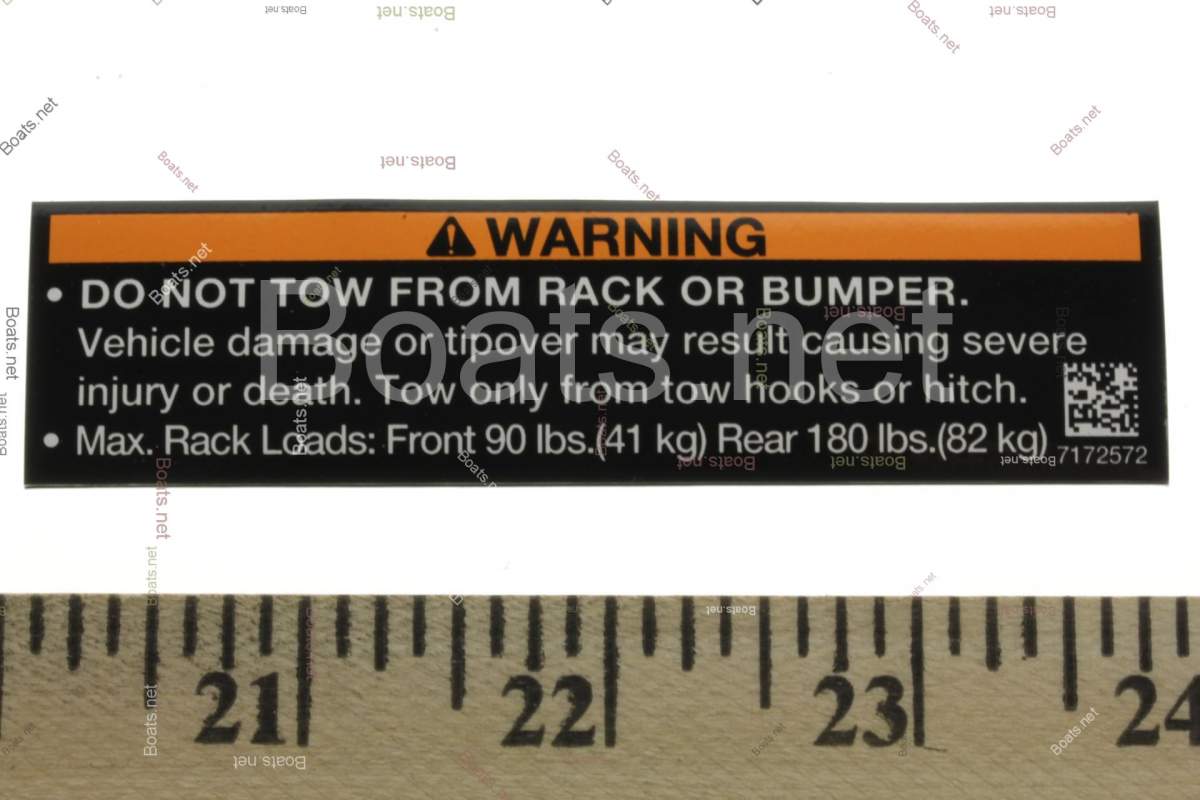 WARNING
• DO NOT TOW FROM RACK OR BUMPER.
Vehicle damage or tipover may result causing severe
injury or death. Tow only from tow hooks or hitch.
• Max. Rack Loads: Front 90 lbs.(41 kg) Rear 180 lbs.(82 kg)
7172572
Boats.net
21 22 23 24